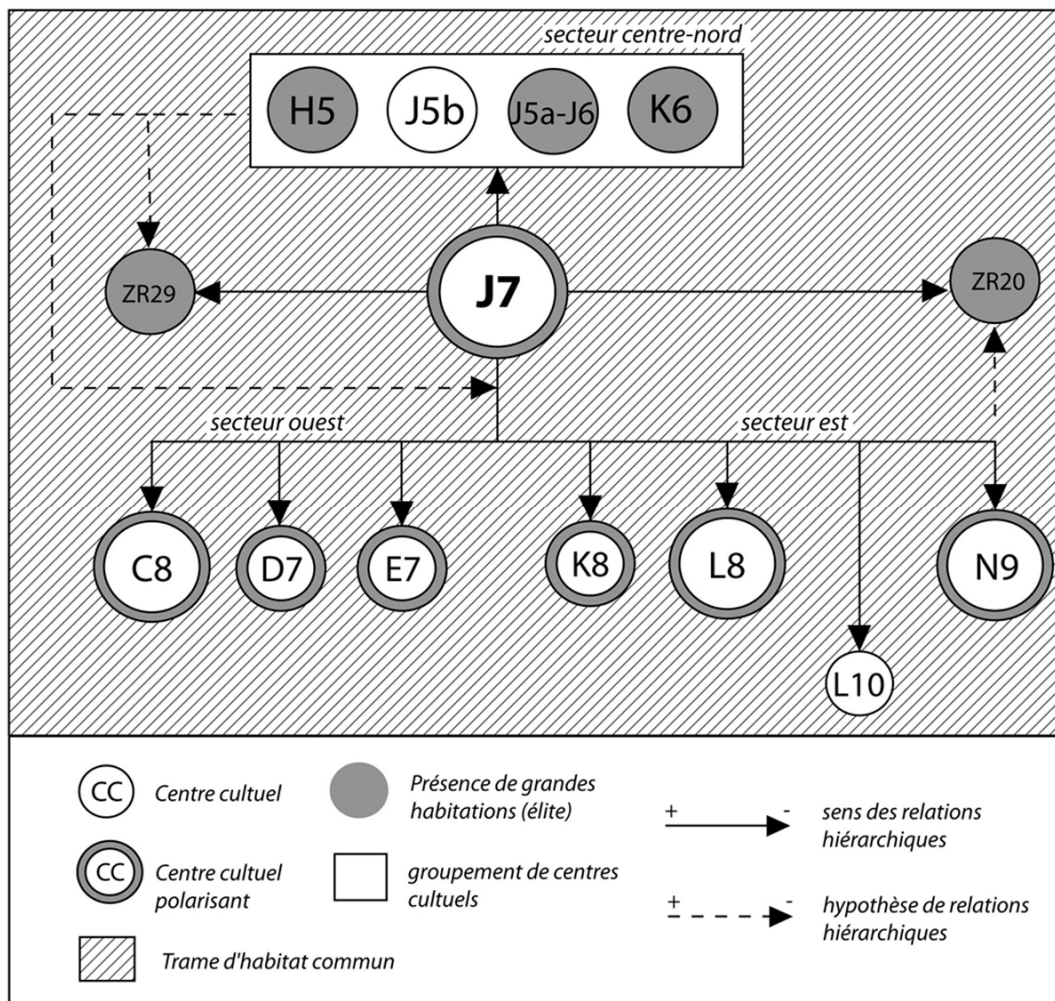 secteur centre-nord
H5
J5b
J5a-J6
K6
ZR29
J7
ZR20
secteur ouest
secteur est
C8
D7
E7
K8
L8
N9
L10
CC
Centre cultuel
Présence de grandes
habitations (élite)
+ -
sens des relations
hiérarchiques
CC
Centre cultuel
polarisant
groupement de centres
cultuels
+ -
hypothèse de relations
hiérarchiques
Trame d'habitat commun